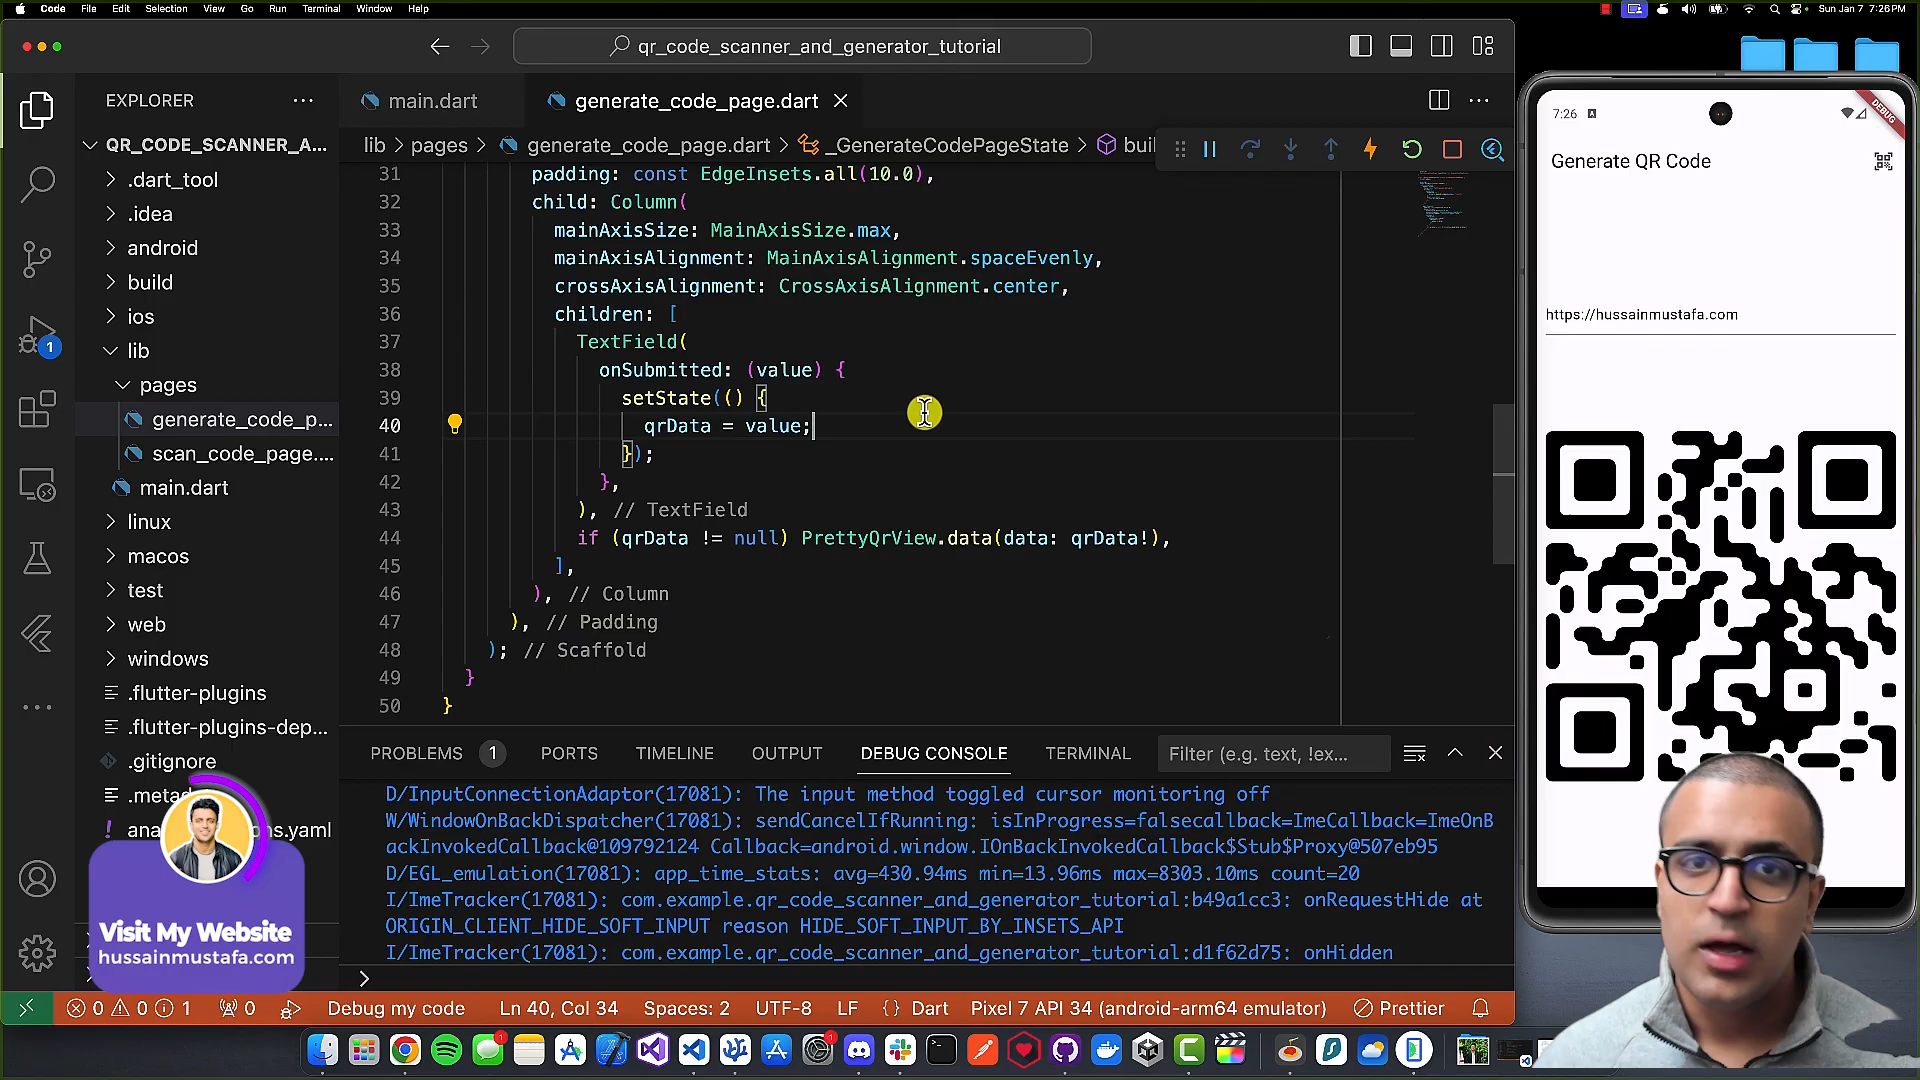 Code File Edit Selection View Go Run Terminal Window Help
Sun Jan 7 7:26 PM
qr_code_scanner_and_generator_tutorial
EXPLORER
QR_CODE_SCANNER_A...
.dart_tool
.idea
android
build
ios
lib
pages
generate_code_p...
scan_code_page....
main.dart
linux
macos
test
web
windows
.flutter-plugins
.flutter-plugins-dep...
.gitignore
Visit My Website
hussainmustafa.com
1
main.dart
generate_code_page.dart
lib > pages > generate_code_page.dart > _GenerateCodePageState >
31 padding: const EdgeInsets.all(10.0),
32 child: Column(
33 mainAxisSize: MainAxisSize.max,
34 mainAxisAlignment: MainAxisAlignment.spaceEvenly,
35 crossAxisAlignment: CrossAxisAlignment.center,
36 children: [
37 TextField(
38 onSubmitted: (value) {
39 setState(() {
40 qrData = value;
41 });
42 },
43 ), // TextField
44 if (qrData != null) PrettyQrView.data(data: qrData!),
45 ],
46 ), // Column
47 ), // Padding
48 ); // Scaffold
49 }
50 }
PROBLEMS 1 PORTS TIMELINE OUTPUT DEBUG CONSOLE TERMINAL Filter (e.g. text, !ex...
D/InputConnectionAdaptor(17081): The input method toggled cursor monitoring off
W/WindowOnBackDispatcher(17081): sendCancelIfRunning: isInProgress=falsecallback=ImeCallback=ImeOnB
ackInvokedCallback@109792124 Callback=android.window.IOnBackInvokedCallback$Stub$Proxy@507eb95
D/EGL_emulation(17081): app_time_stats: avg=430.94ms min=13.96ms max=8303.10ms count=20
I/ImeTracker(17081): com.example.qr_code_scanner_and_generator_tutorial:b49a1cc3: onRequestHide at
ORIGIN_CLIENT_HIDE_SOFT_INPUT reason HIDE_SOFT_INPUT_BY_INSETS_API
I/ImeTracker(17081): com.example.qr_code_scanner_and_generator_tutorial:d1f62d75: onHidden
0 0 1 0 Debug my code Ln 40, Col 34 Spaces: 2 UTF-8 LF {} Dart Pixel 7 API 34 (android-arm64 emulator) Prettier
7:26
DEBUG
Generate QR Code
https://hussainmustafa.com